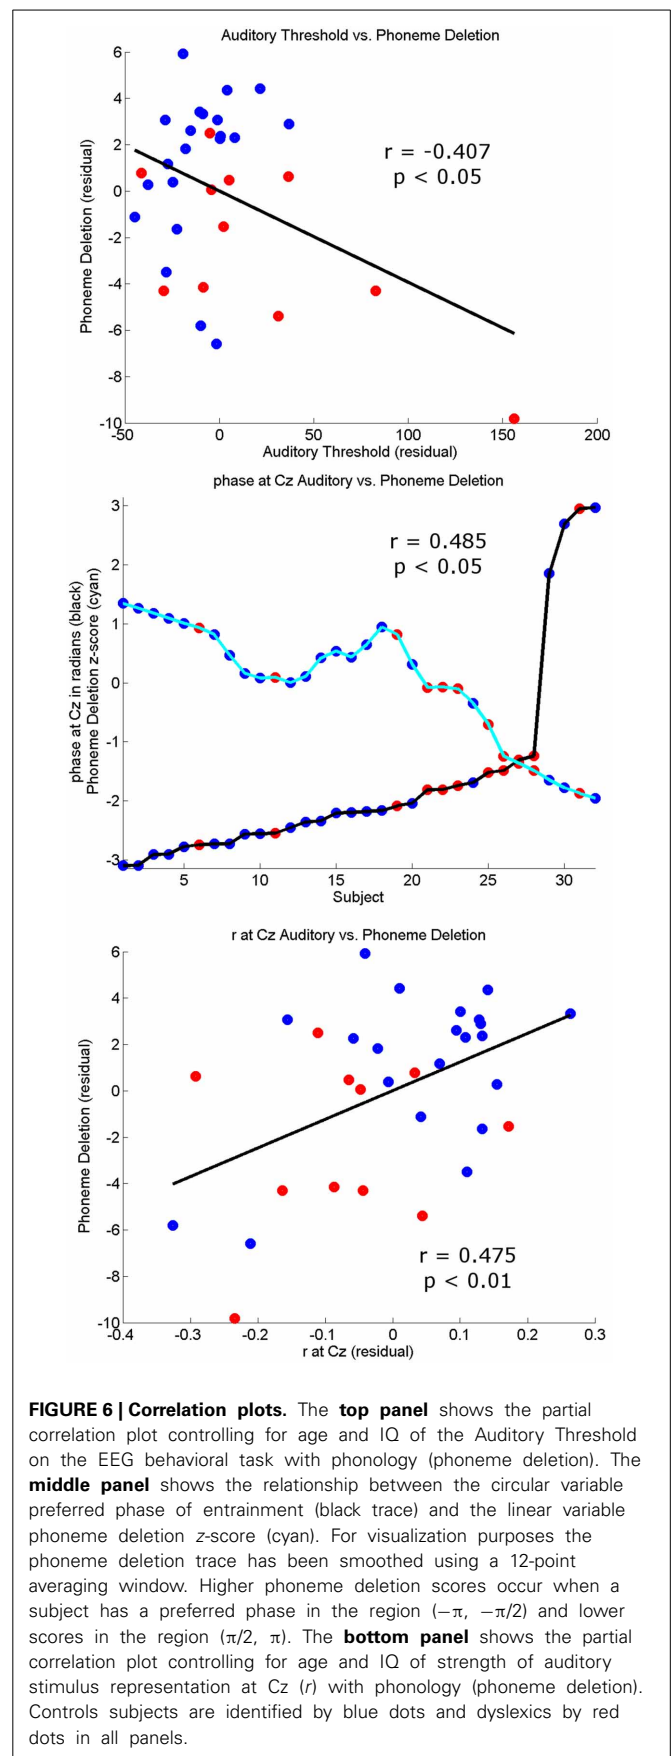 Auditory Threshold vs. Phoneme Deletion
6
4
2
0
-2
-4
-6
-8
-10
Phoneme Deletion (residual)
r = -0.407
p < 0.05
-50 0 50 100 150 200
Auditory Threshold (residual)
phase at Cz Auditory vs. Phoneme Deletion
3
2
1
0
-1
-2
-3
phase at Cz in radians (black)
Phoneme Deletion z-score (cyan)
r = 0.485
p < 0.05
5 10 15 20 25 30
Subject
r at Cz Auditory vs. Phoneme Deletion
6
4
2
0
-2
-4
-6
-8
-10
Phoneme Deletion (residual)
r = 0.475
p < 0.01
-0.4 -0.3 -0.2 -0.1 0 0.1 0.2 0.3
r at Cz (residual)
FIGURE 6 | Correlation plots. The top panel shows the partial
correlation plot controlling for age and IQ of the Auditory Threshold
on the EEG behavioral task with phonology (phoneme deletion). The
middle panel shows the relationship between the circular variable
preferred phase of entrainment (black trace) and the linear variable
phoneme deletion z-score (cyan). For visualization purposes the
phoneme deletion trace has been smoothed using a 12-point
averaging window. Higher phoneme deletion scores occur when a
subject has a preferred phase in the region (−π, −π/2) and lower
scores in the region (π/2, π). The bottom panel shows the partial
correlation plot controlling for age and IQ of strength of auditory
stimulus representation at Cz (r) with phonology (phoneme deletion).
Controls subjects are identified by blue dots and dyslexics by red
dots in all panels.